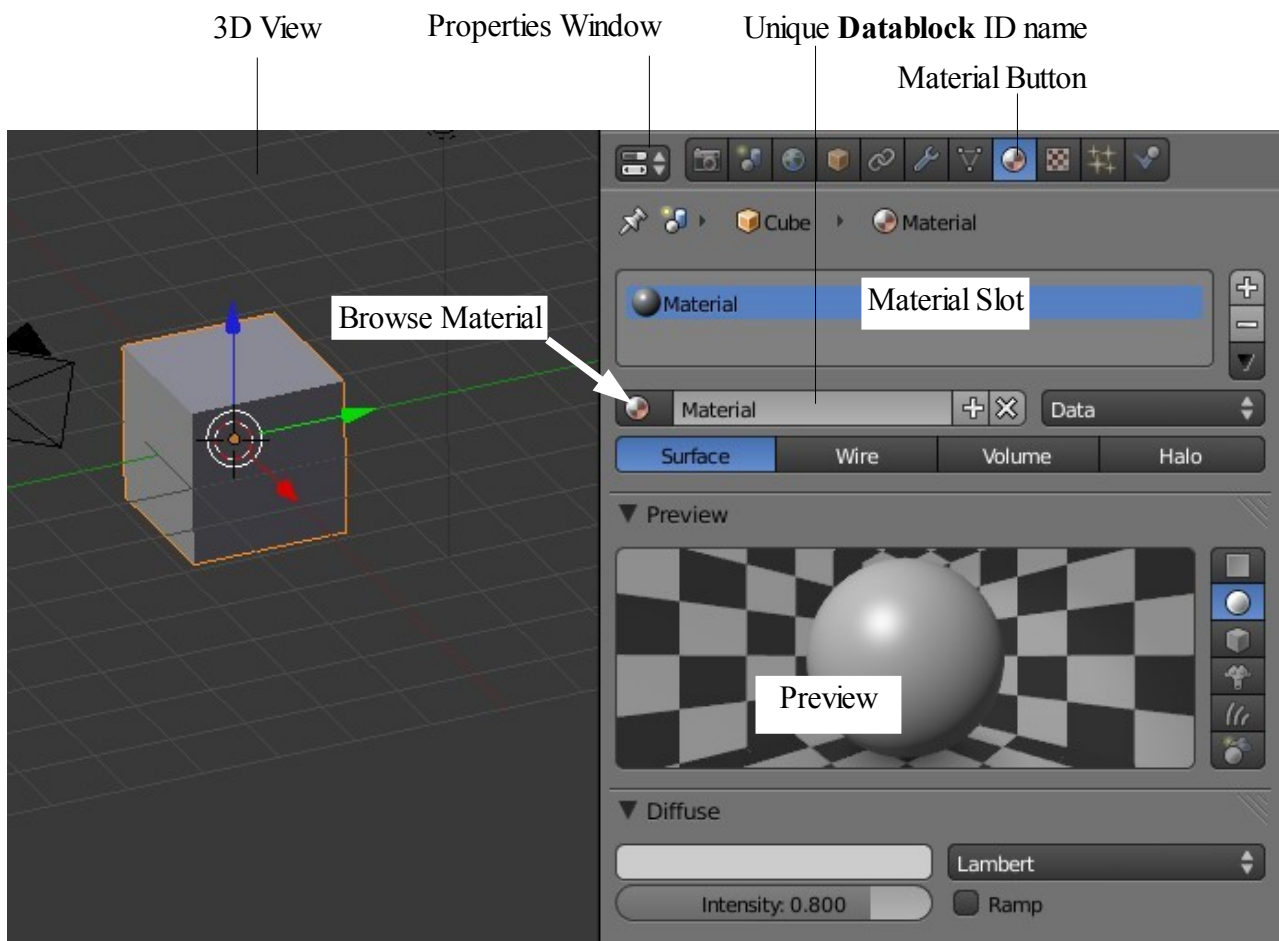 3D View
Properties Window
Unique Datablock ID name
Material Button
Cube
Material
Material
Material Slot
Browse Material
Material
Data
Surface
Wire
Volume
Halo
Preview
Preview
Diffuse
Lambert
Intensity: 0.800
Ramp